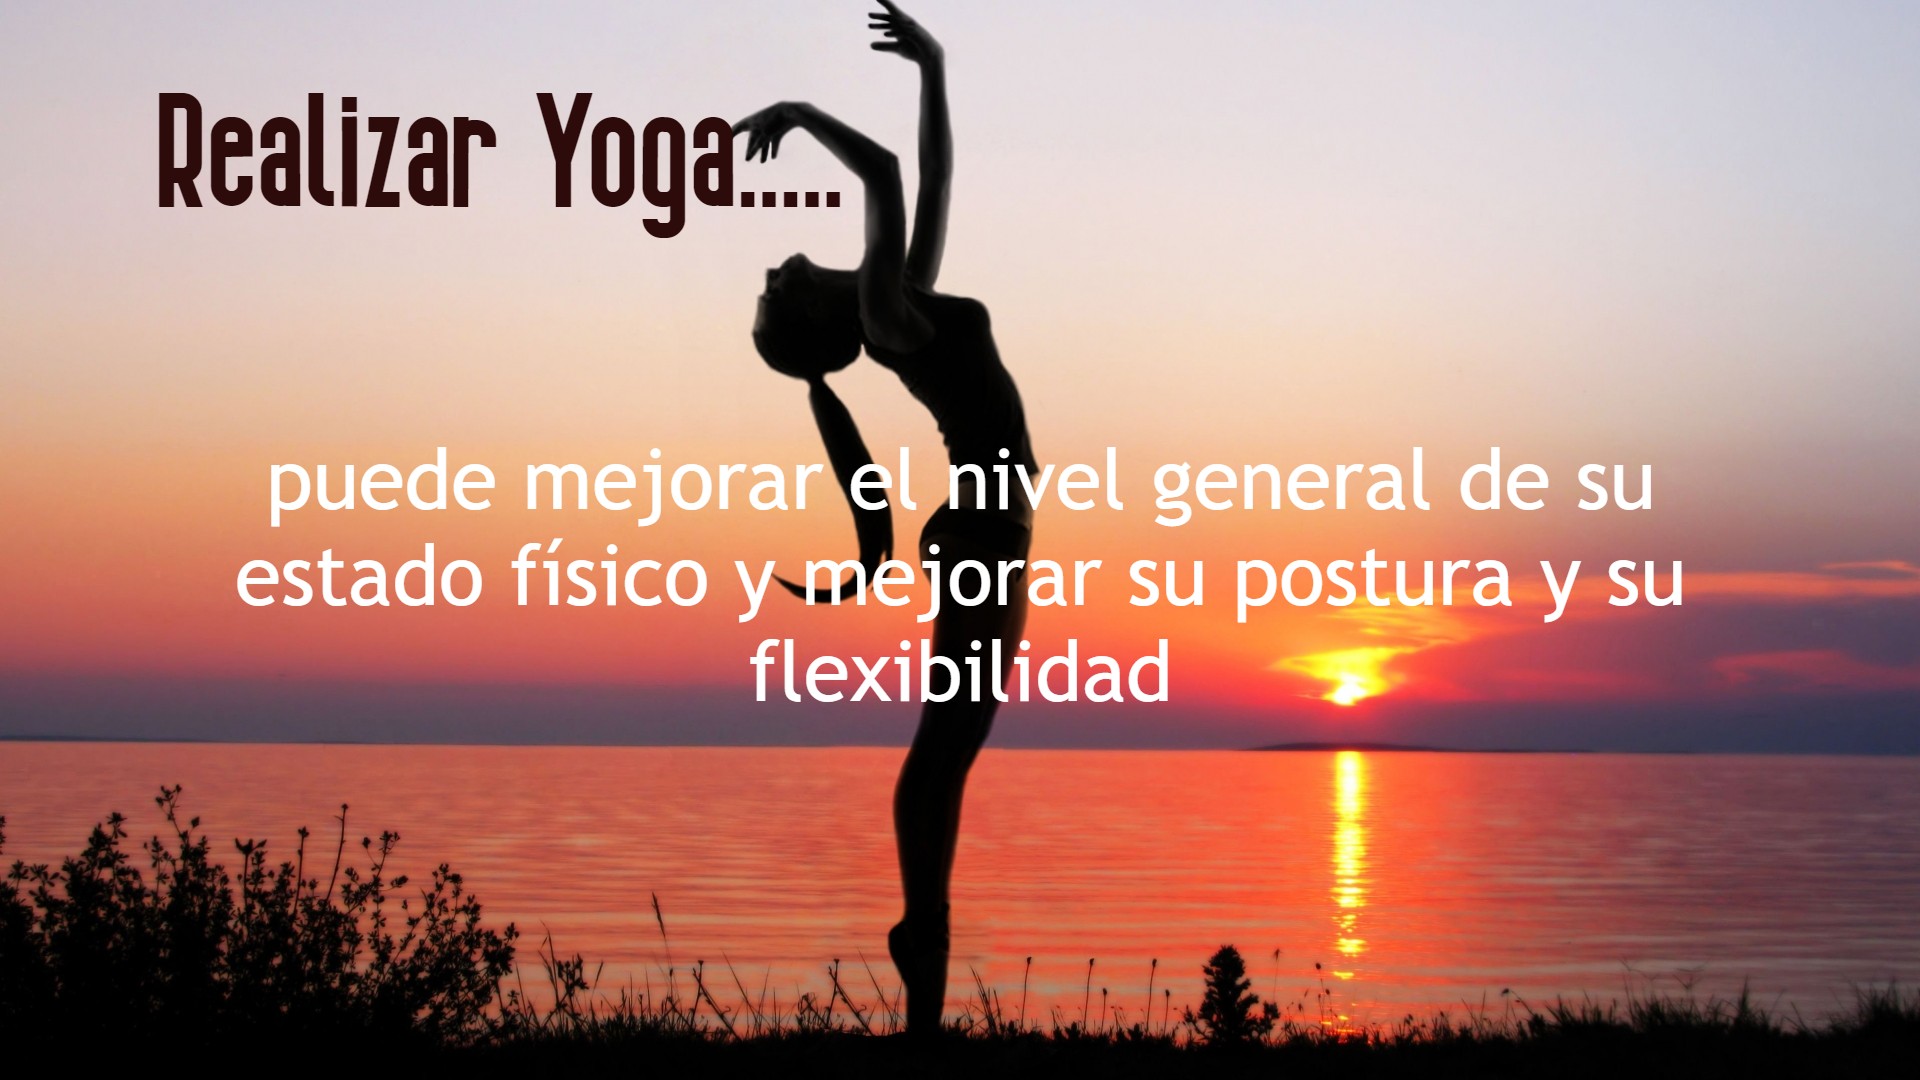 Realizar Yoga.....
puede mejorar el nivel general de su
estado físico y mejorar su postura y su
flexibilidad